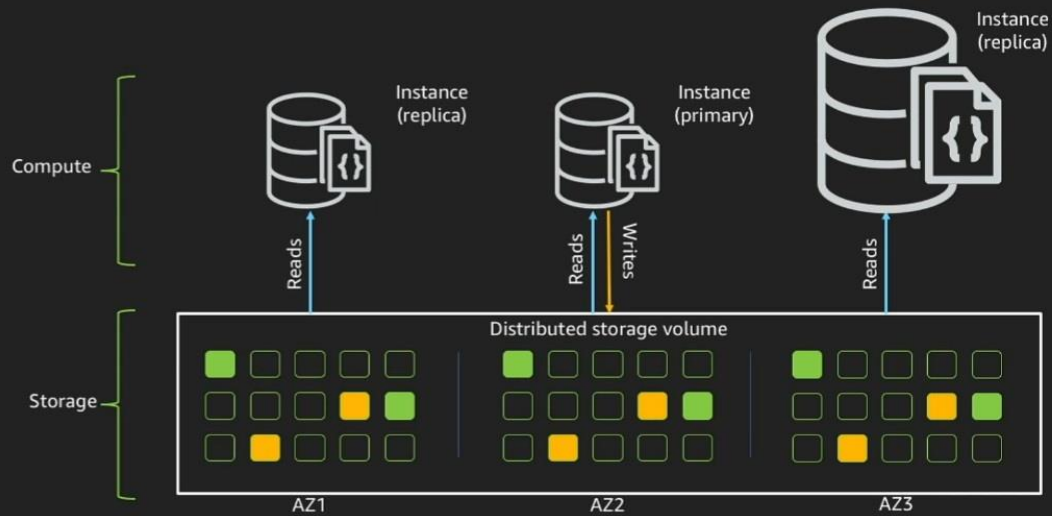 Instance
(replica)
Instance
(replica)
Instance
(primary)
{}
{}
{}
Compute
Reads
Reads
Writes
Reads
Distributed storage volume
Storage
AZ1
AZ2
AZ3